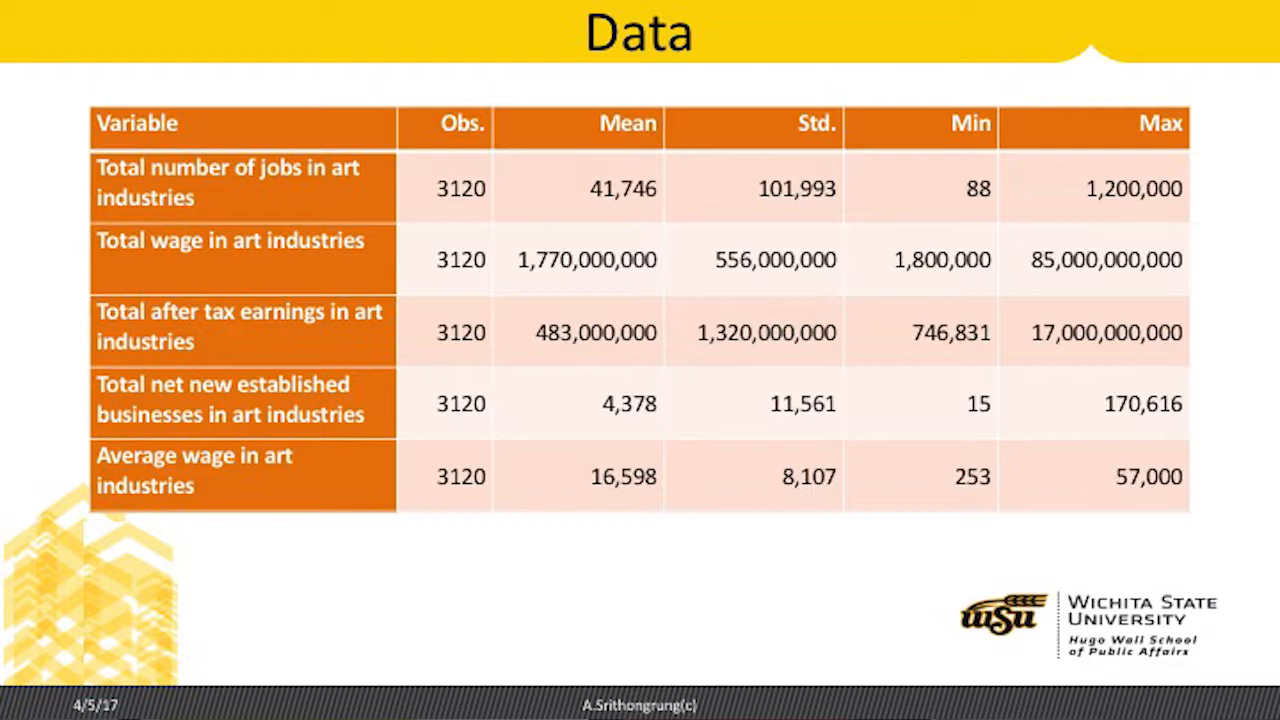 Data
Variable Obs. Mean Std. Min Max
Total number of jobs in art
industries 3120 41,746 101,993 88 1,200,000
Total wage in art industries 3120 1,770,000,000 556,000,000 1,800,000 85,000,000,000
Total after tax earnings in art
industries 3120 483,000,000 1,320,000,000 746,831 17,000,000,000
Total net new established
businesses in art industries 3120 4,378 11,561 15 170,616
Average wage in art
industries 3120 16,598 8,107 253 57,000
WSU
WICHITA STATE
UNIVERSITY
Hugo Wall School
of Public Affairs
4/5/17 A.Srithongrung(c)